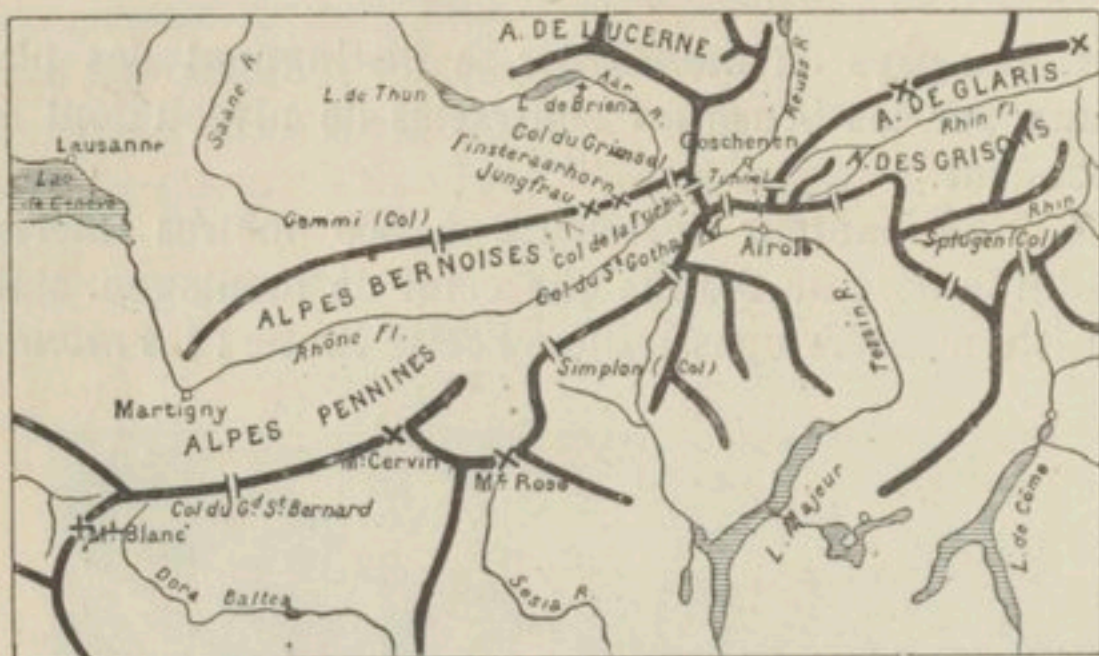 A. DE LUCERNE
A. DE GLARIS
Rhin Fl.
A. DES GRISONS
Reuss R.
Aar R.
L. de Thun
L. de Brienz
Saane R.
Lausanne
Lac
de Genève
Col du Grimsel
Finsteraarhorn
Jungfrau
Goschenen
Tunnel
Gemmi (Col)
Col de la Furka
Col du St Gothard
Airolo
Rhin
Splugen (Col)
ALPES BERNOISES
Rhône Fl.
Tessin R.
Simplon (Col)
Martigny
ALPES PENNINES
Mt Cervin
Mt Rose
Col du Gd St Bernard
Mt Blanc
L. Majeur
L. de Côme
Dora Baltea
Sesia R.